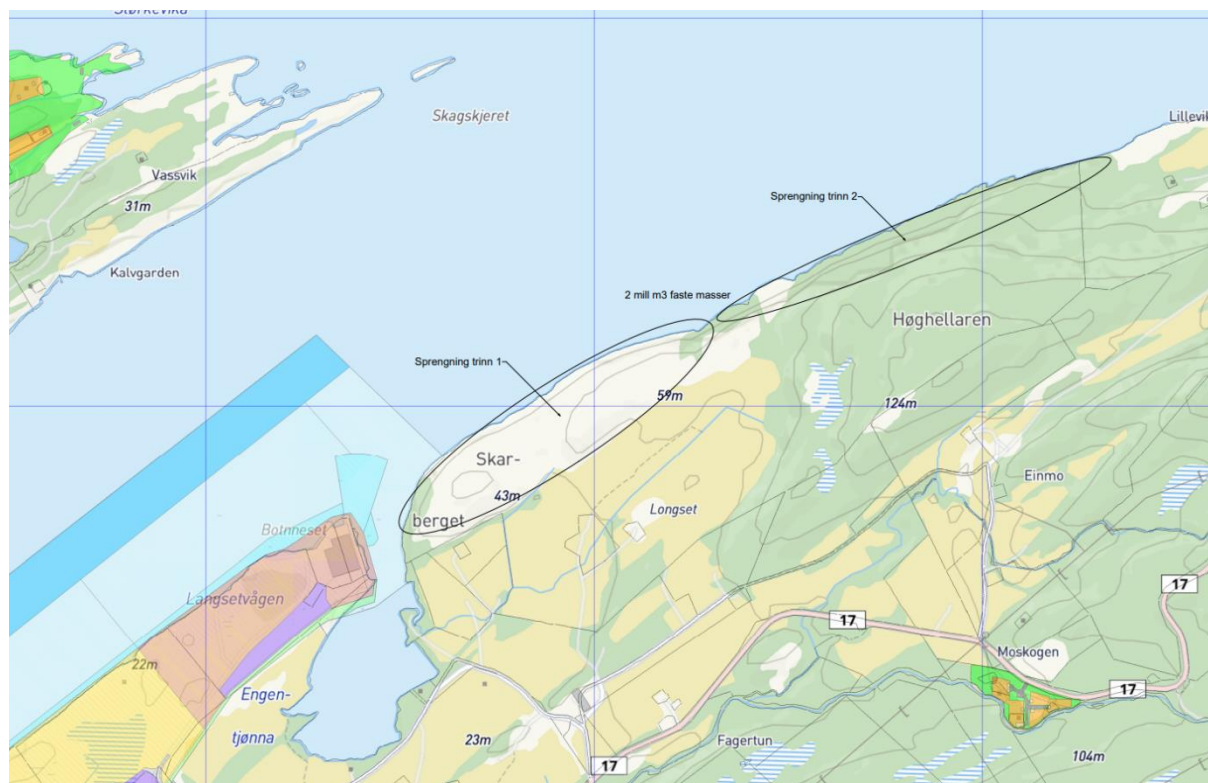 Størkevika
Skagskjeret
Lillevik
Vassvik
31m
Sprengning trinn 2
Kalvgarden
2 mill m3 faste masser
Høghellaren
Sprengning trinn 1
59m
124m
Skar-
43m
berget
Longset
Einmo
Botnneset
Langsetvågen
17
17
22m
Moskogen
Engen-
17
tjønna
23m
Fagertun
17
104m